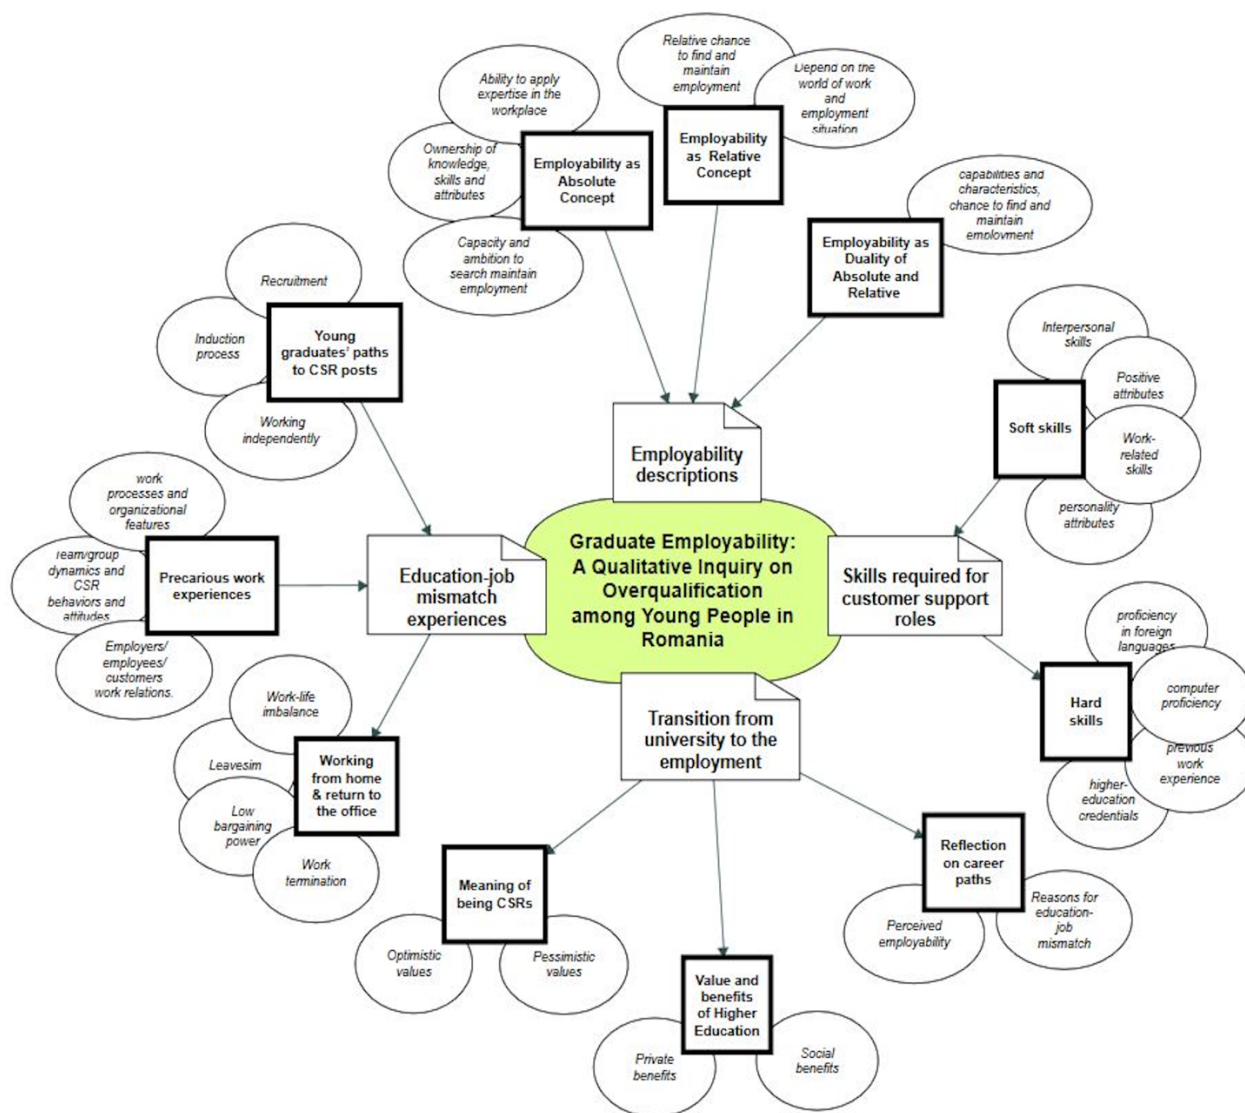 Relative chance to find and
maintain
employment
Depend on the
world of work
and
employment
situation
Employability
as Relative
Concept
Ability to apply
expertise in the
workplace
Ownership of
knowledge,
skills and
attributes
Capacity and
ambition to
search maintain
employment
Employability as
Absolute
Concept
capabilities and
characteristics,
chance to find and
maintain
employment
Employability as
Duality of
Absolute and
Relative
Recruitment
Induction
process
Working
independently
Young
graduates' paths
to CSR posts
Interpersonal
skills
Positive
attributes
Work-
related
skills
personality
attributes
Soft skills
Employability
descriptions
work
processes and
organizational
features
Team/group
dynamics and
CSR
behaviors and
attitudes
Employers/
employees/
customers
work relations.
Precarious work
experiences
Education-job
mismatch
experiences
Graduate Employability:
A Qualitative Inquiry on
Overqualification
among Young People in
Romania
Skills required for
customer support
roles
proficiency
in foreign
languages
computer
proficiency
previous
work
experience
higher-
education
credentials
Hard
skills
Work-life
imbalance
Leavesim
Low
bargaining
power
Work
termination
Working
from home
& return to
the office
Transition from
university to the
employment
Meaning of
being CSRs
Optimistic
values
Pessimistic
values
Reflection
on career
paths
Perceived
employability
Reasons for
education-
job
mismatch
Value and
benefits
of Higher
Education
Private
benefits
Social
benefits